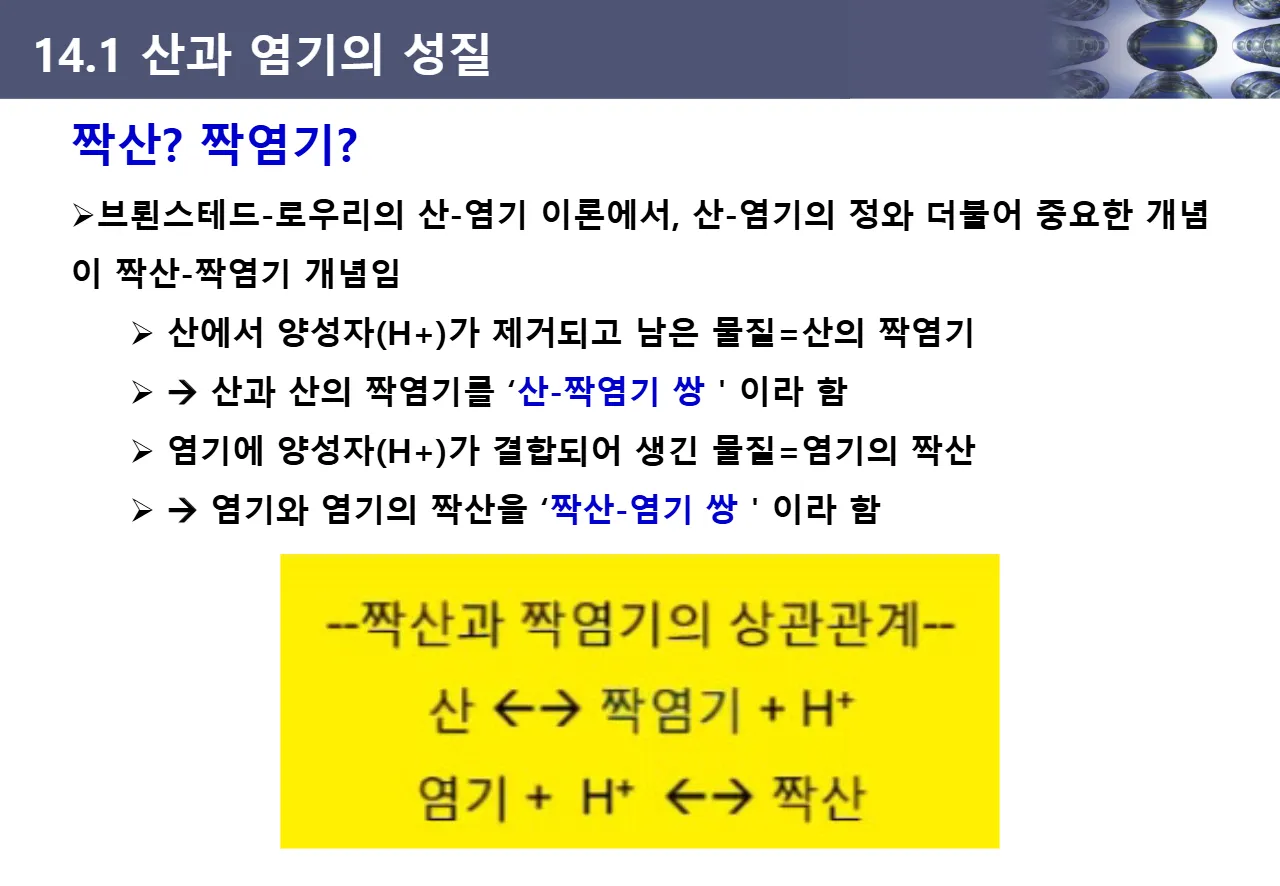 14.1 산과 염기의 성질
짝산? 짝염기?
➢브뢴스테드-로우리의 산-염기 이론에서, 산-염기의 정와 더불어 중요한 개념
이 짝산-짝염기 개념임
➢ 산에서 양성자(H+)가 제거되고 남은 물질=산의 짝염기
➢ → 산과 산의 짝염기를 ‘산-짝염기 쌍 ' 이라 함
➢ 염기에 양성자(H+)가 결합되어 생긴 물질=염기의 짝산
➢ → 염기와 염기의 짝산을 ‘짝산-염기 쌍 ' 이라 함
--짝산과 짝염기의 상관관계--
산 ←→ 짝염기 + H⁺
염기 + H⁺ ←→ 짝산